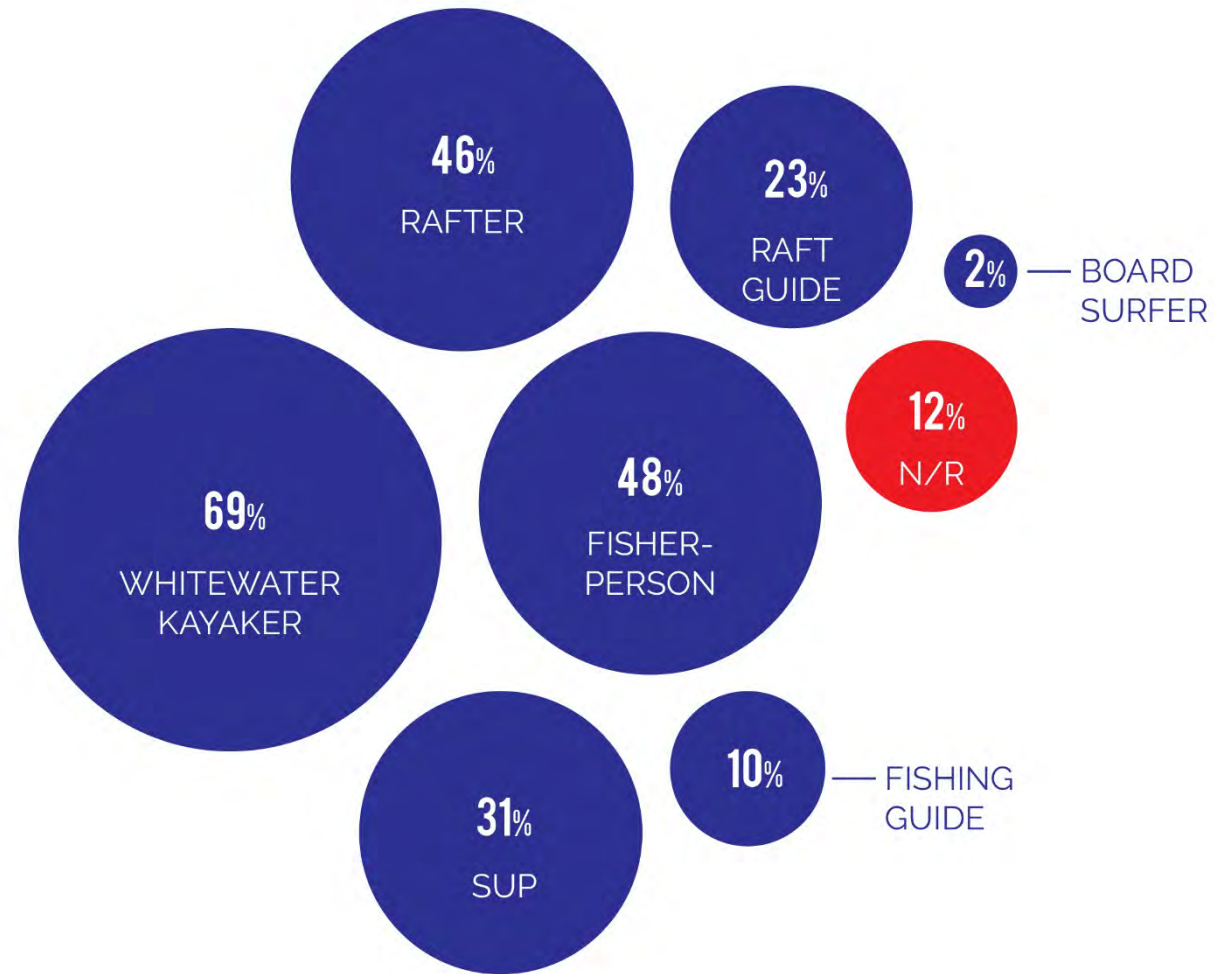 46%
RAFTER
23%
RAFT
GUIDE
2%
BOARD
SURFER
12%
N/R
69%
WHITEWATER
KAYAKER
48%
FISHER-
PERSON
31%
SUP
10%
FISHING
GUIDE